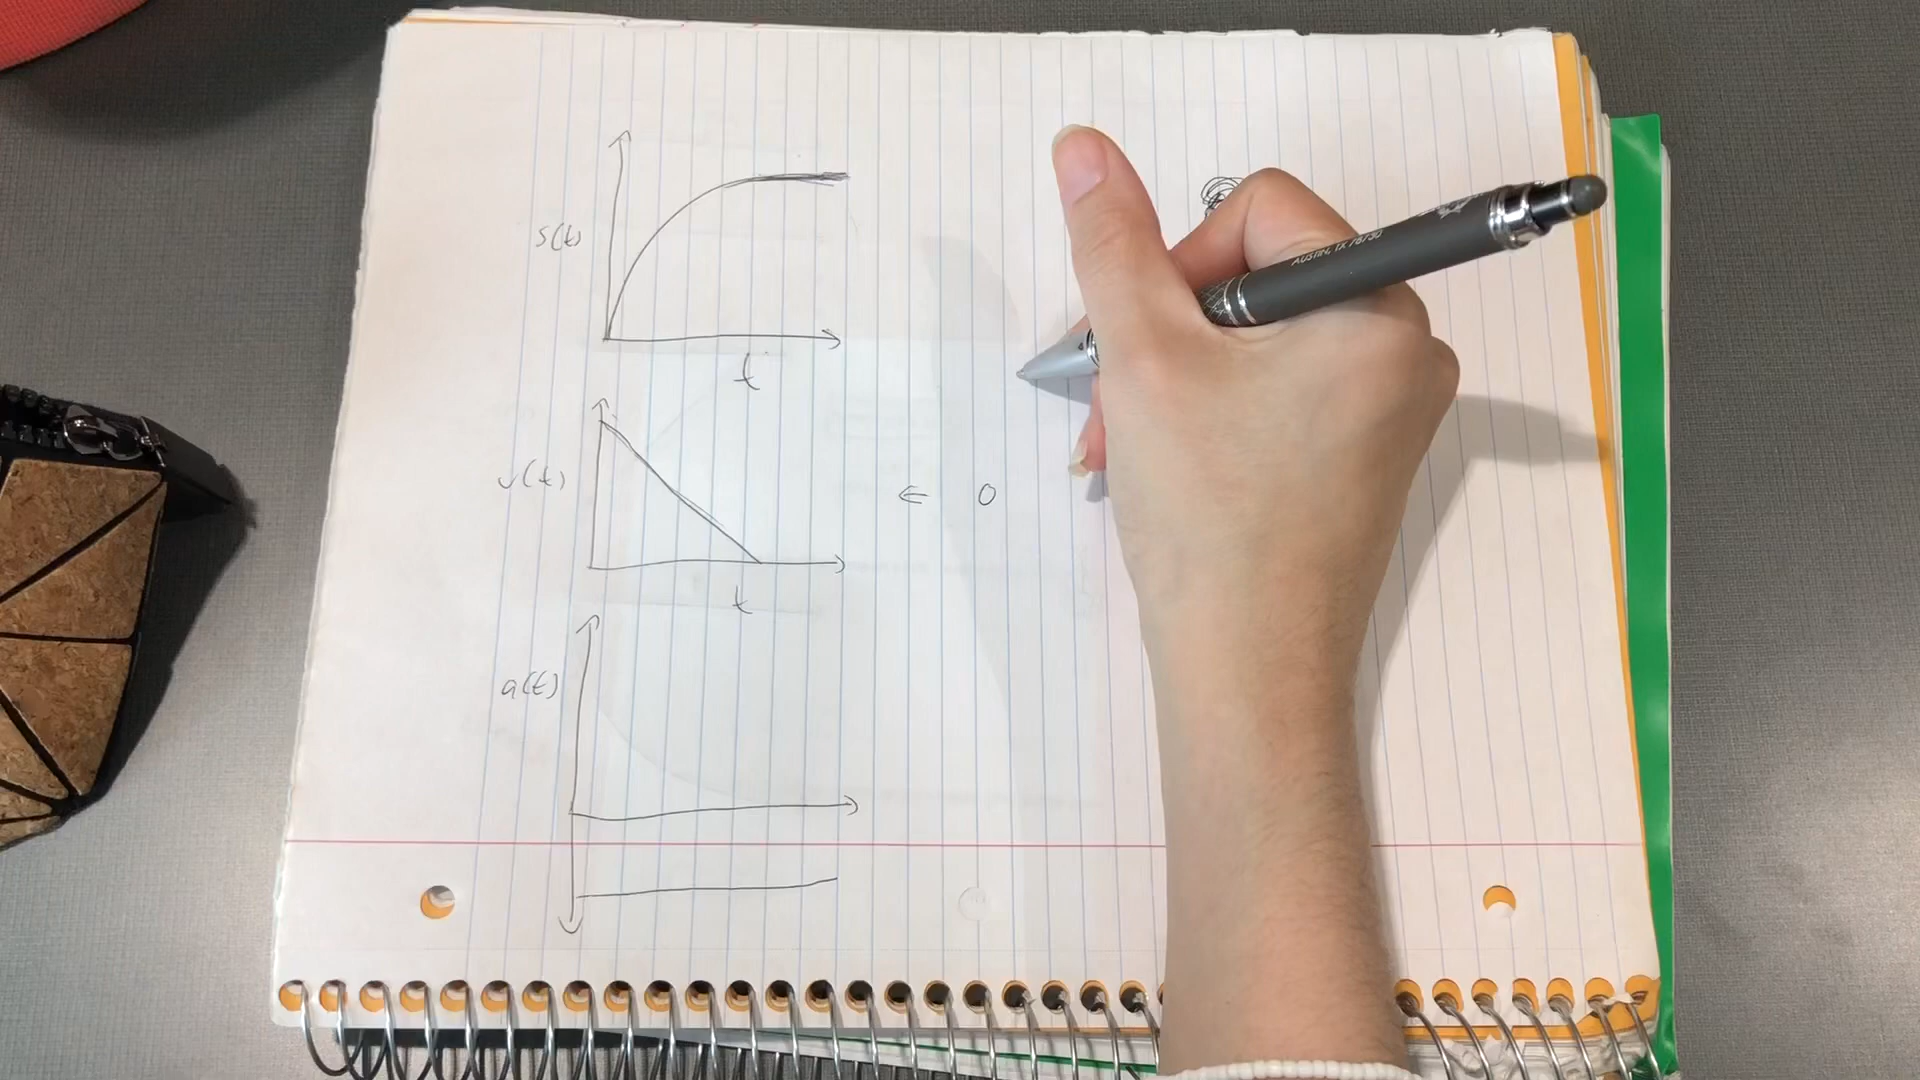 s(t)
t
v(t)
← 0
t
a(t)
AUSTIN, TX 78730